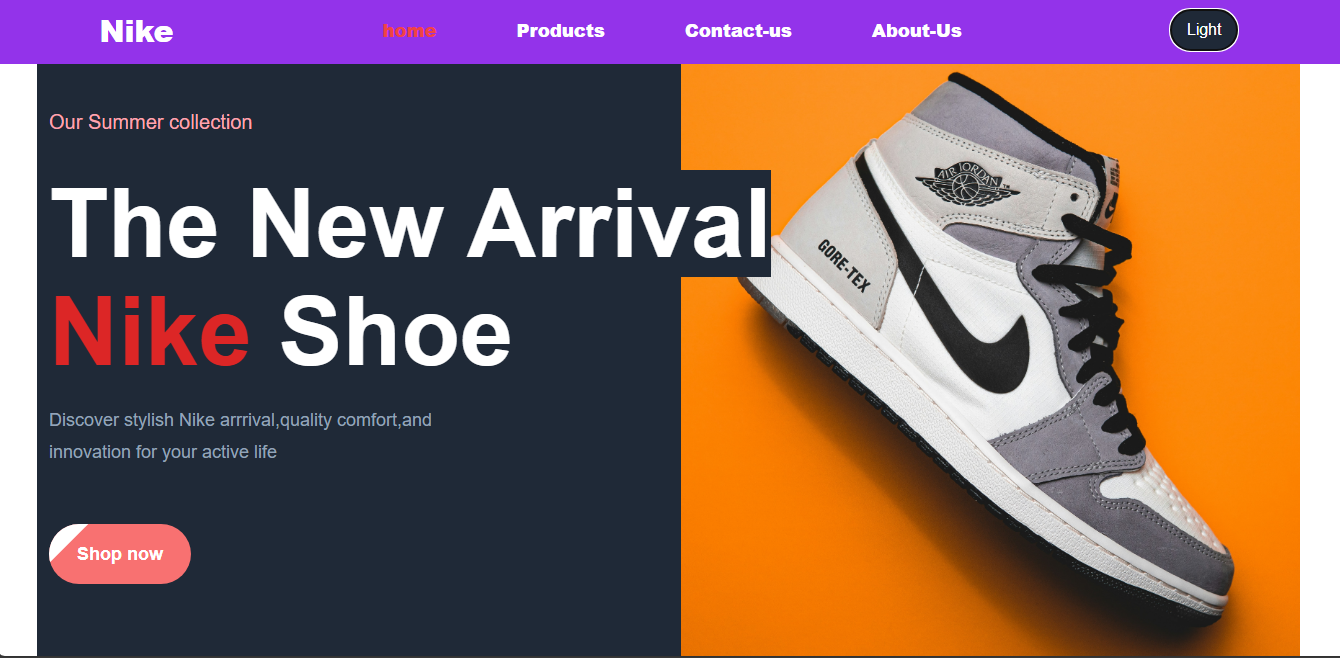 Nike
home
Products
Contact-us
About-Us
Light
Our Summer collection
The New Arrival
Nike Shoe
Discover stylish Nike arrrival,quality comfort,and
innovation for your active life
Shop now
AIR JORDAN
GORE-TEX